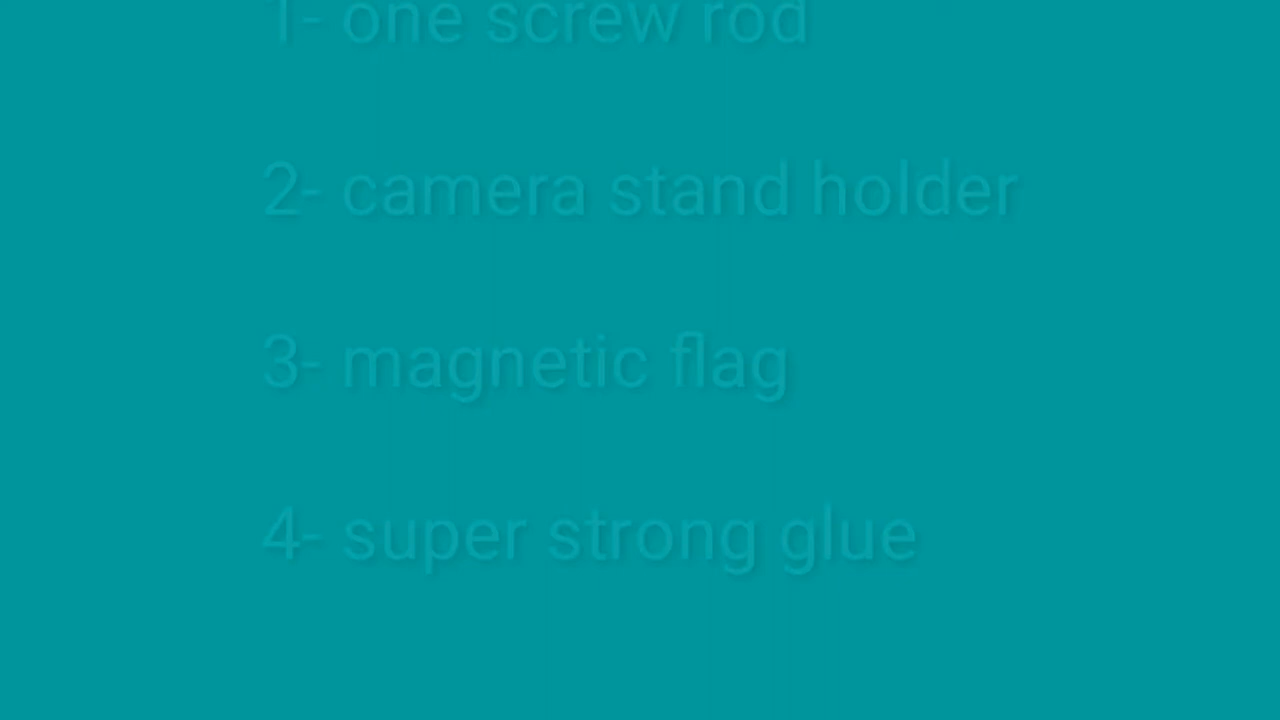 1- one screw rod
2- camera stand holder
3- magnetic flag
4- super strong glue